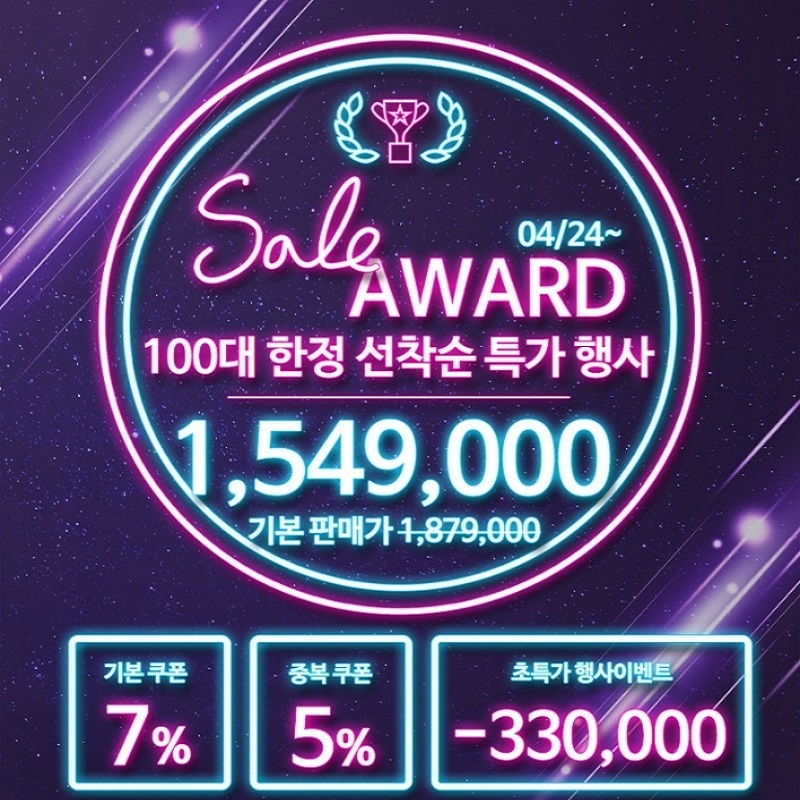 Sale
04/24~
AWARD
100대 한정 선착순 특가 행사
1,549,000
기본 판매가 1,879,000
기본 쿠폰
7%
중복 쿠폰
5%
초특가 행사이벤트
-330,000